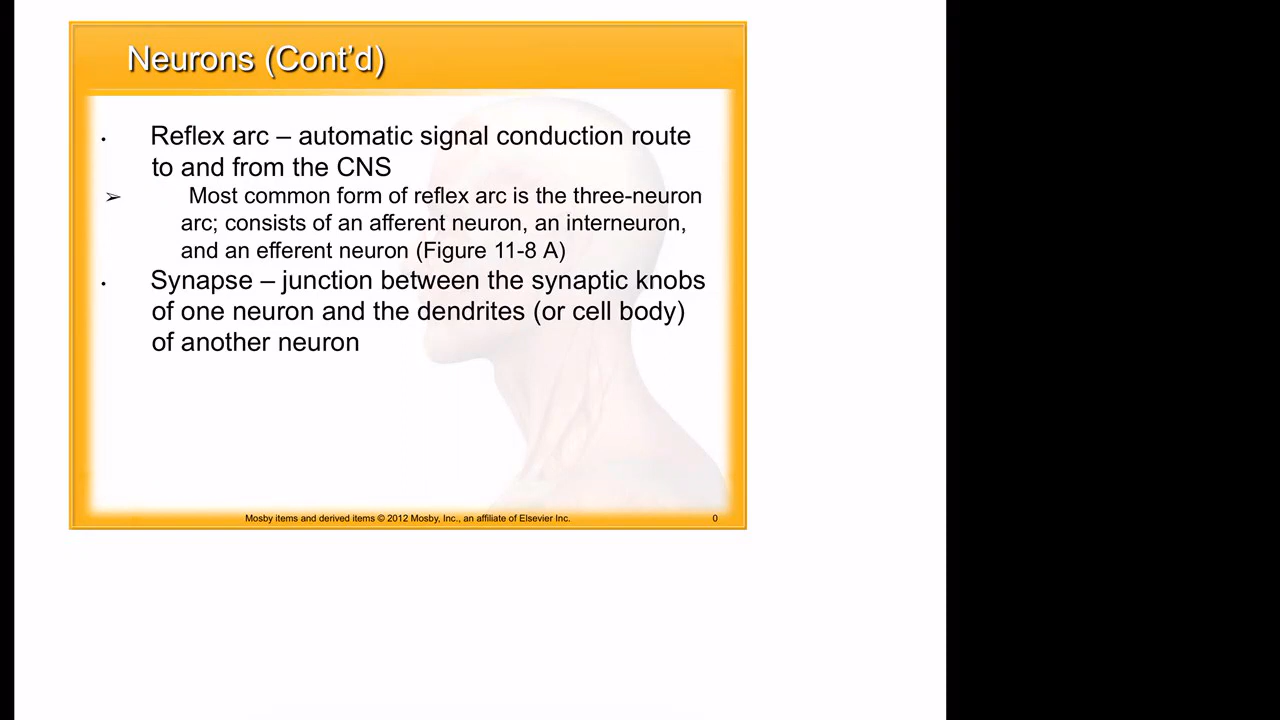 Neurons (Cont’d)
• Reflex arc – automatic signal conduction route
to and from the CNS
➢ Most common form of reflex arc is the three-neuron
arc; consists of an afferent neuron, an interneuron,
and an efferent neuron (Figure 11-8 A)
• Synapse – junction between the synaptic knobs
of one neuron and the dendrites (or cell body)
of another neuron
Mosby items and derived items © 2012 Mosby, Inc., an affiliate of Elsevier Inc. 0